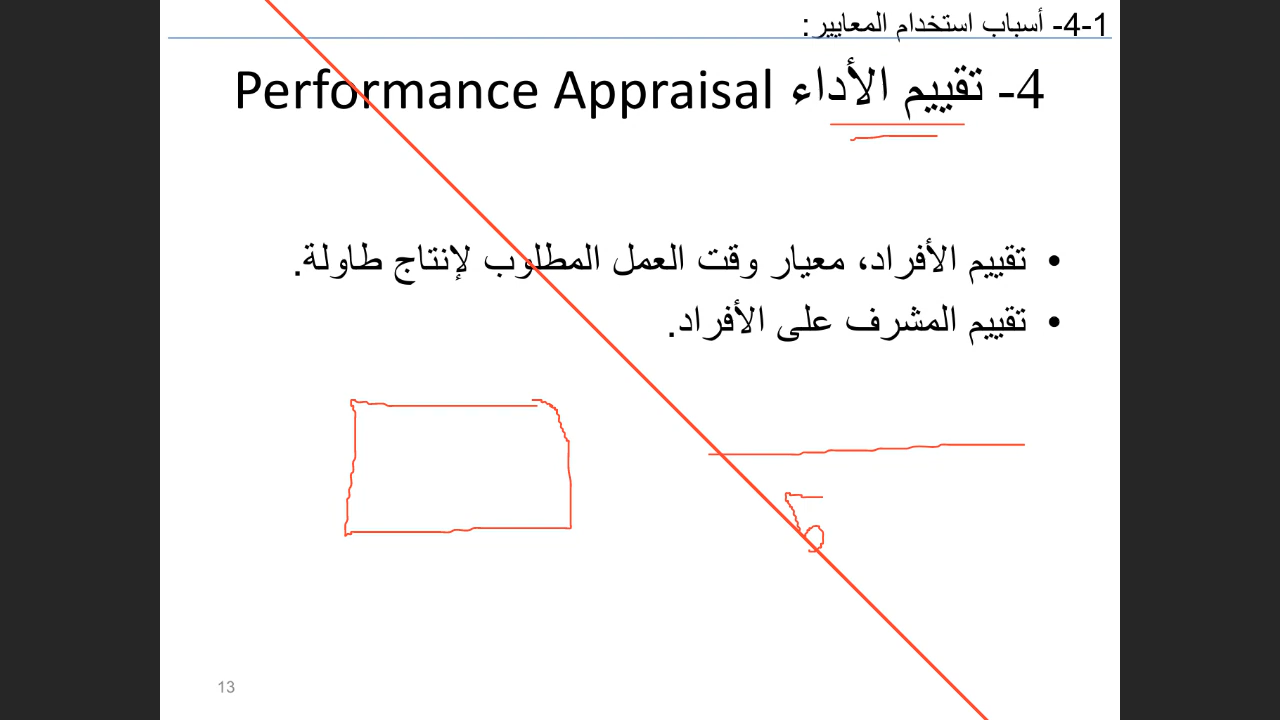 4-1- أسباب استخدام المعايير:
4- تقييم الأداء Performance Appraisal
• تقييم الأفراد، معيار وقت العمل المطلوب لإنتاج طاولة.
• تقييم المشرف على الأفراد.
5
13